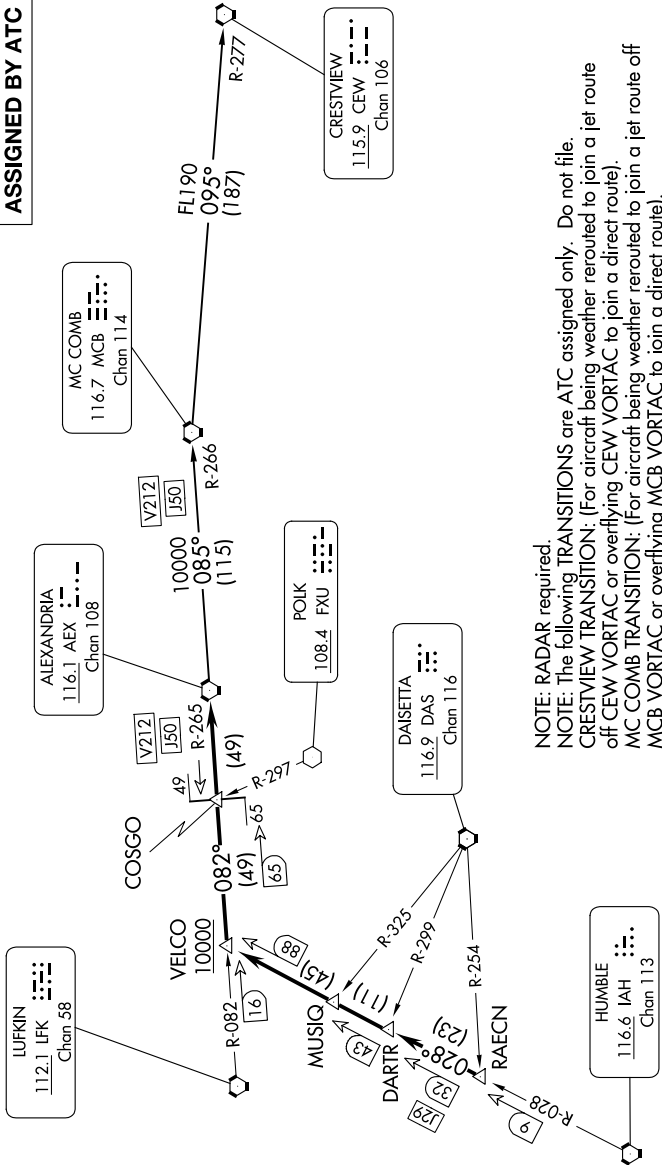 ASSIGNED BY ATC
CRESTVIEW
115.9 CEW
Chan 106
R-277
FL190
095°
(187)
MC COMB
116.7 MCB
Chan 114
R-266
V212
J50
10000
085°
(115)
ALEXANDRIA
116.1 AEX
Chan 108
V212
J50
R-265
(49)
49
POLK
108.4 FXU
R-297
COSGO
65
65
082°
(49)
VELCO
10000
LUFKIN
112.1 LFK
Chan 58
R-082
16
88
(45)
MUSIQ
43
(11)
DARTR
32
J29
028°
(23)
RAECN
9
R-028
DAISETTA
116.9 DAS
Chan 116
R-325
R-299
R-254
HUMBLE
116.6 IAH
Chan 113
NOTE: RADAR required.
NOTE: The following TRANSITIONS are ATC assigned only. Do not file.
CRESTVIEW TRANSITION: (For aircraft being weather rerouted to join a jet route
off CEW VORTAC or overflying CEW VORTAC to join a direct route).
MC COMB TRANSITION: (For aircraft being weather rerouted to join a jet route off
MCB VORTAC or overflying MCB VORTAC to join a direct route).